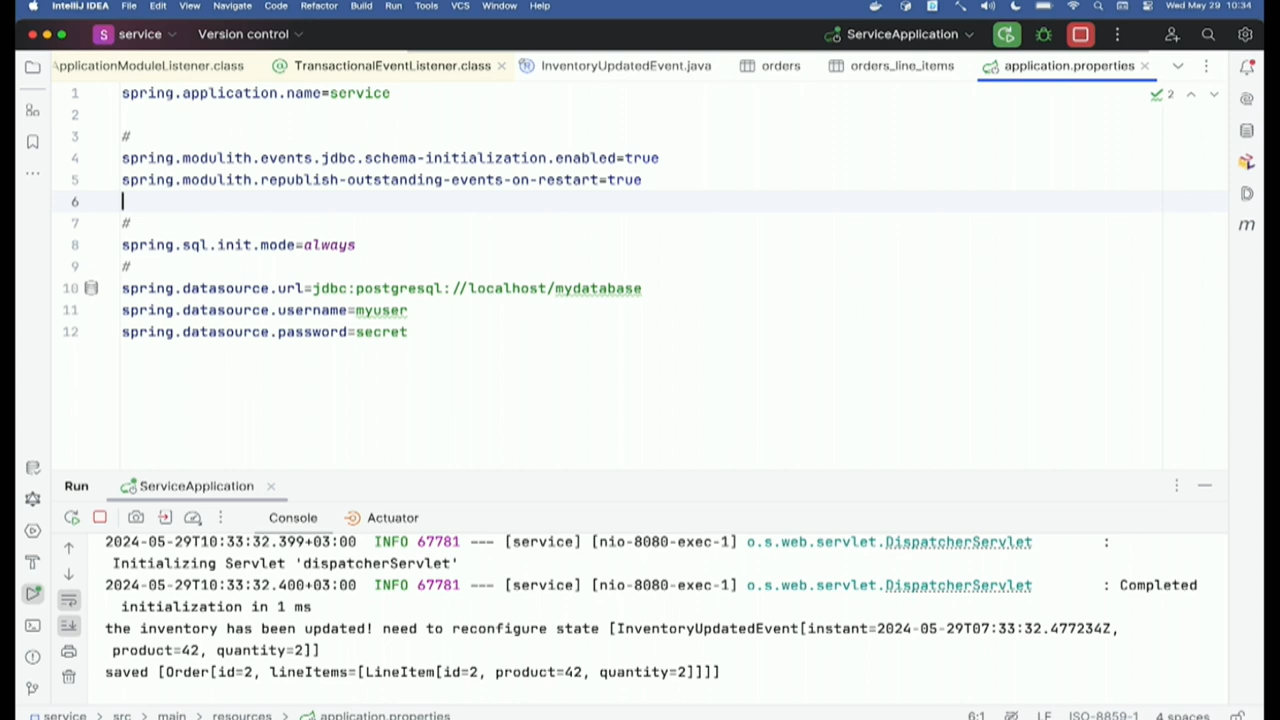 IntelliJ IDEA File Edit View Navigate Code Refactor Build Run Tools VCS Window Help Wed May 29 10:34
S service Version control ServiceApplication
ApplicationModuleListener.class TransactionalEventListener.class InventoryUpdatedEvent.java orders orders_line_items application.properties
1 spring.application.name=service 2
2
3 #
4 spring.modulith.events.jdbc.schema-initialization.enabled=true
5 spring.modulith.republish-outstanding-events-on-restart=true
6
7 #
8 spring.sql.init.mode=always
9 #
10 spring.datasource.url=jdbc:postgresql://localhost/mydatabase
11 spring.datasource.username=myuser
12 spring.datasource.password=secret
Run ServiceApplication
Console Actuator
2024-05-29T10:33:32.399+03:00 INFO 67781 --- [service] [nio-8080-exec-1] o.s.web.servlet.DispatcherServlet :
Initializing Servlet 'dispatcherServlet'
2024-05-29T10:33:32.400+03:00 INFO 67781 --- [service] [nio-8080-exec-1] o.s.web.servlet.DispatcherServlet : Completed
initialization in 1 ms
the inventory has been updated! need to reconfigure state [InventoryUpdatedEvent[instant=2024-05-29T07:33:32.477234Z,
product=42, quantity=2]]
saved [Order[id=2, lineItems=[LineItem[id=2, product=42, quantity=2]]]]
service > src > main > resources > application.properties 6:1 LF ISO-8859-1 4 spaces